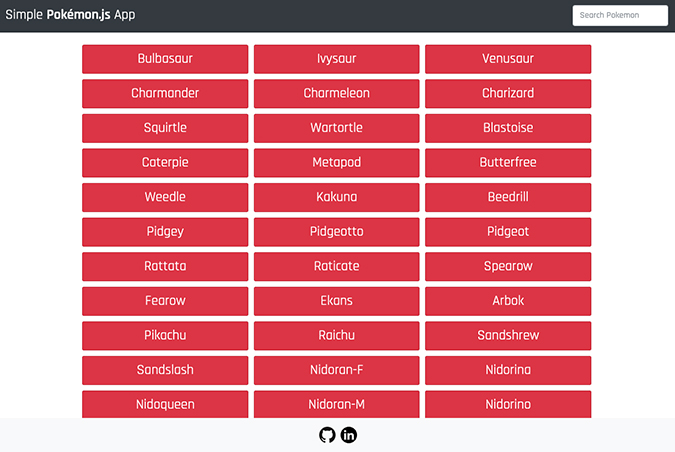 Simple Pokémon.js App
Search Pokemon
Bulbasaur Ivysaur Venusaur
Charmander Charmeleon Charizard
Squirtle Wartortle Blastoise
Caterpie Metapod Butterfree
Weedle Kakuna Beedrill
Pidgey Pidgeotto Pidgeot
Rattata Raticate Spearow
Fearow Ekans Arbok
Pikachu Raichu Sandshrew
Sandslash Nidoran-F Nidorina
Nidoqueen Nidoran-M Nidorino
in